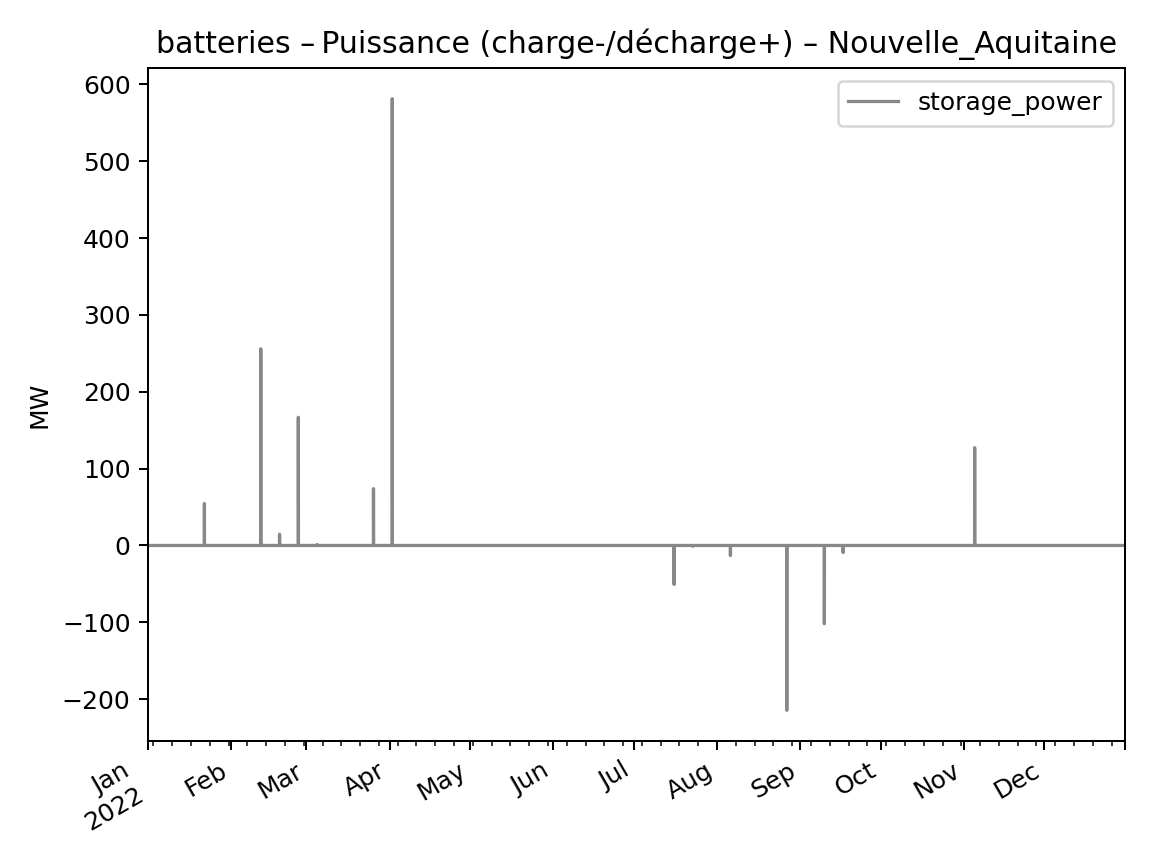 batteries – Puissance (charge-/décharge+) – Nouvelle_Aquitaine
storage_power
600
500
400
300
200
100
0
−100
−200
MW
Jan
2022
Feb
Mar
Apr
May
Jun
Jul
Aug
Sep
Oct
Nov
Dec